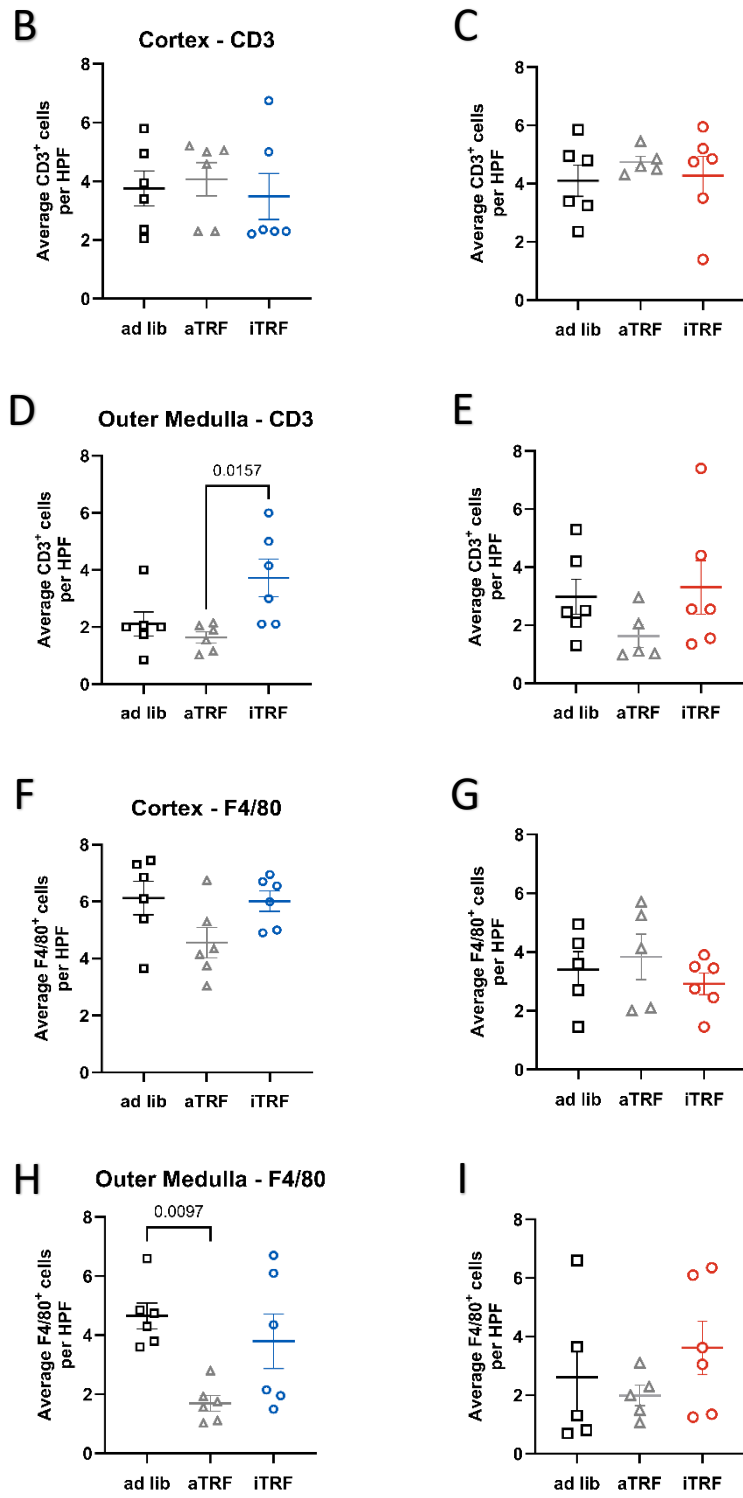 B
Cortex - CD3
Average CD3⁺ cells
per HPF
8
6
4
2
0
ad lib aTRF iTRF
C
Average CD3⁺ cells
per HPF
8
6
4
2
0
ad lib aTRF iTRF
D
Outer Medulla - CD3
Average CD3⁺ cells
per HPF
8
6
4
2
0
0.0157
ad lib aTRF iTRF
E
Average CD3⁺ cells
per HPF
8
6
4
2
0
ad lib aTRF iTRF
F
Cortex - F4/80
Average F4/80⁺ cells
per HPF
8
6
4
2
0
ad lib aTRF iTRF
G
Average F4/80⁺ cells
per HPF
8
6
4
2
0
ad lib aTRF iTRF
H
Outer Medulla - F4/80
Average F4/80⁺ cells
per HPF
8
6
4
2
0
0.0097
ad lib aTRF iTRF
I
Average F4/80⁺ cells
per HPF
8
6
4
2
0
ad lib aTRF iTRF